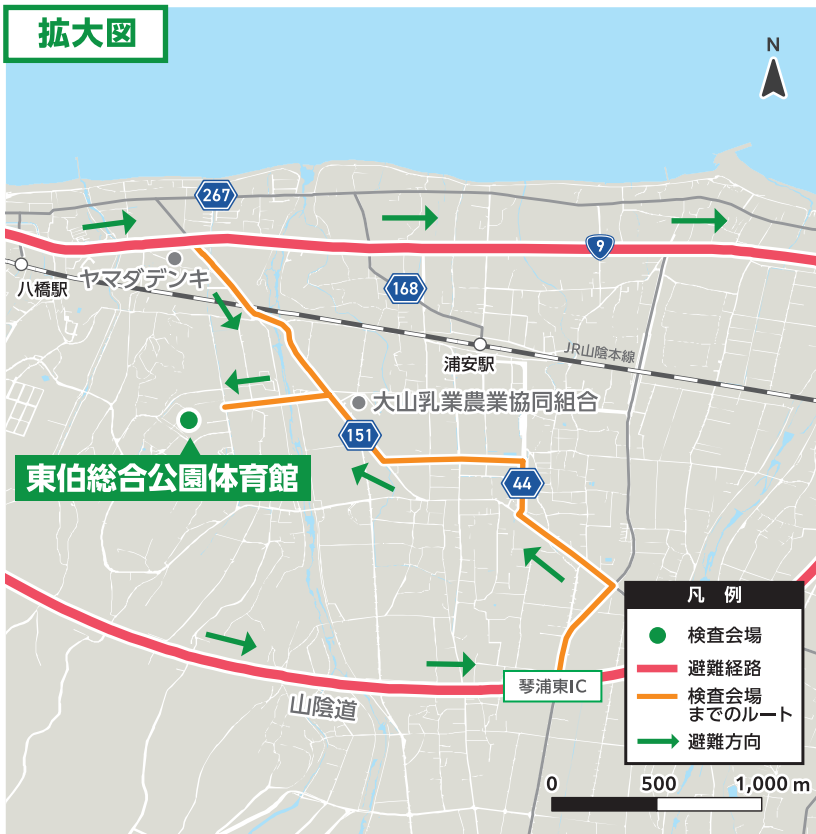 拡大図
N
267
9
ヤマダデンキ
八橋駅
168
JR山陰本線
浦安駅
大山乳業農業協同組合
151
東伯総合公園体育館
44
凡 例
検査会場
避難経路
検査会場
までのルート
避難方向
琴浦東IC
山陰道
0 500 1,000 m